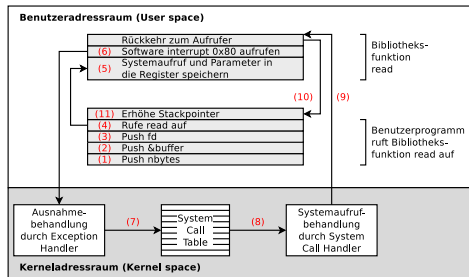 Benutzeradressraum (User space)
Rückkehr zum Aufrufer
(6) Software interrupt 0x80 aufrufen
(5) Systemaufruf und Parameter in
die Register speichern
Bibliotheks-
funktion
read
(10)
(9)
(11) Erhöhe Stackpointer
(4) Rufe read auf
(3) Push fd
(2) Push &buffer
(1) Push nbytes
Benutzerprogramm
ruft Bibliotheks-
funktion read auf
Ausnahme-
behandlung
durch Exception
Handler
(7)
System
Call
Table
(8)
Systemaufruf-
behandlung
durch System
Call Handler
Kerneladressraum (Kernel space)